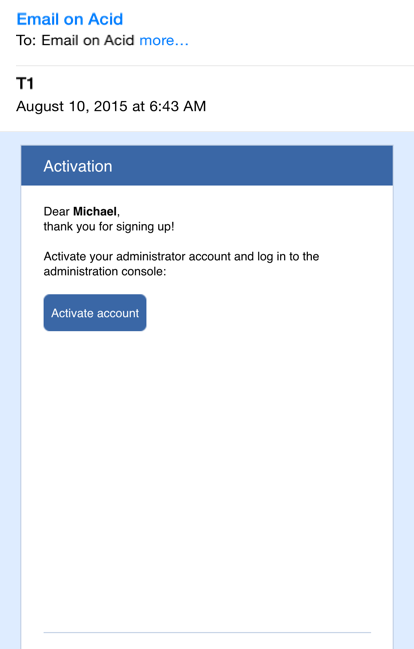 Email on Acid
To: Email on Acid more...
T1
August 10, 2015 at 6:43 AM
Activation
Dear Michael,
thank you for signing up!
Activate your administrator account and log in to the
administration console:
Activate account